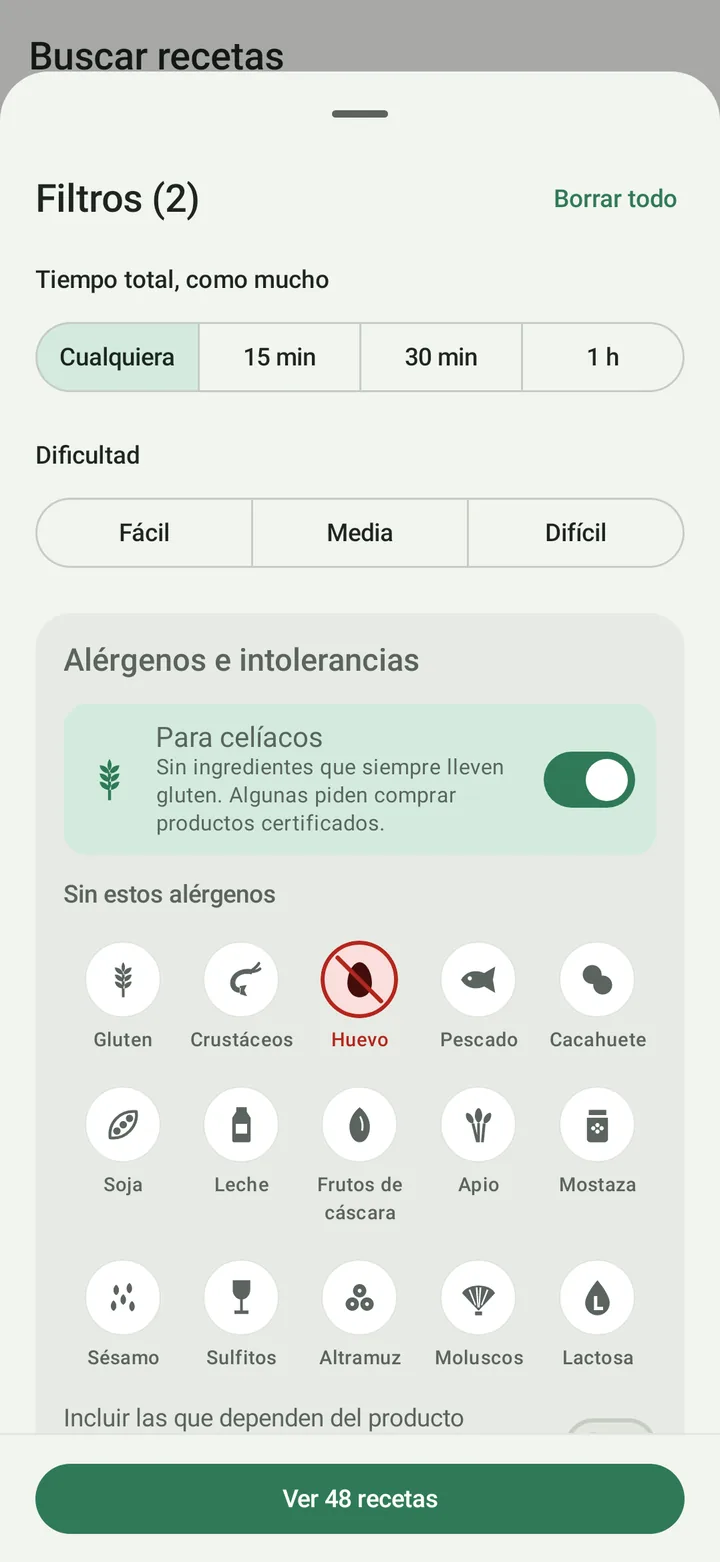 Buscar recetas
Filtros (2)
Borrar todo
Tiempo total, como mucho
Cualquiera
15 min
30 min
1 h
Dificultad
Fácil
Media
Difícil
Alérgenos e intolerancias
Para celíacos
Sin ingredientes que siempre lleven
gluten. Algunas piden comprar
productos certificados.
Sin estos alérgenos
Gluten
Crustáceos
Huevo
Pescado
Cacahuete
Soja
Leche
Frutos de
cáscara
Apio
Mostaza
L
Sésamo
Sulfitos
Altramuz
Moluscos
Lactosa
Incluir las que dependen del producto
Ver 48 recetas